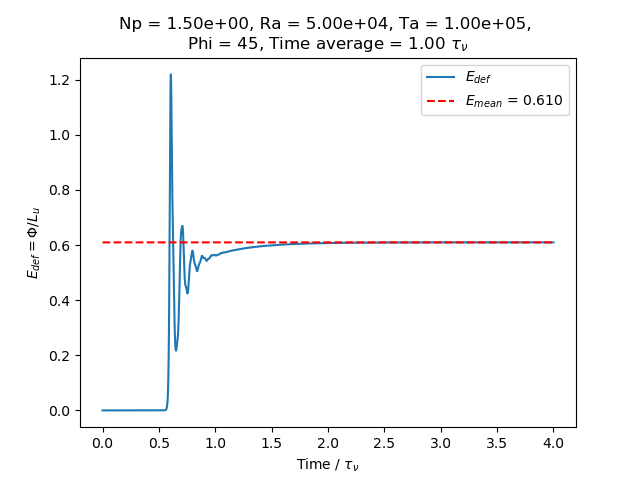 Np = 1.50e+00, Ra = 5.00e+04, Ta = 1.00e+05,
Phi = 45, Time average = 1.00 τν
E_def
E_mean = 0.610
E_def = Φ/L_u
1.2
1.0
0.8
0.6
0.4
0.2
0.0
0.0 0.5 1.0 1.5 2.0 2.5 3.0 3.5 4.0
Time / τν